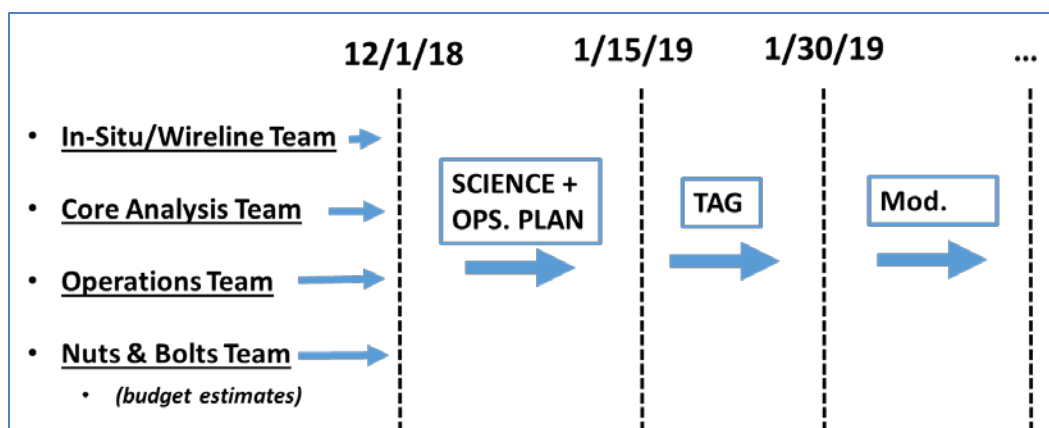 12/1/18 1/15/19 1/30/19 ...
• In-Situ/Wireline Team
• Core Analysis Team
• Operations Team
• Nuts & Bolts Team
• (budget estimates)
SCIENCE +
OPS. PLAN
TAG
Mod.